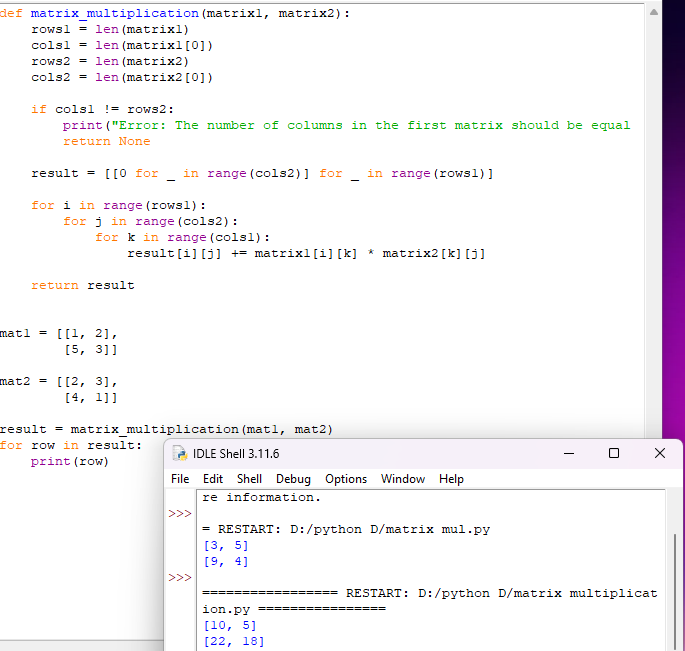 def matrix_multiplication(matrix1, matrix2):
    rows1 = len(matrix1)
    cols1 = len(matrix1[0])
    rows2 = len(matrix2)
    cols2 = len(matrix2[0])
    if cols1 != rows2:
        print("Error: The number of columns in the first matrix should be equal
        return None
    result = [[0 for _ in range(cols2)] for _ in range(rows1)]
    for i in range(rows1):
        for j in range(cols2):
            for k in range(cols1):
                result[i][j] += matrix1[i][k] * matrix2[k][j]
    return result
mat1 = [[1, 2],
        [5, 3]]
mat2 = [[2, 3],
        [4, 1]]
result = matrix_multiplication(mat1, mat2)
for row in result:
    print(row)
IDLE Shell 3.11.6
File Edit Shell Debug Options Window Help
re information.
>>>
= RESTART: D:/python D/matrix mul.py
[3, 5]
[9, 4]
>>>
================= RESTART: D:/python D/matrix multiplicat
ion.py ================
[10, 5]
[22, 18]